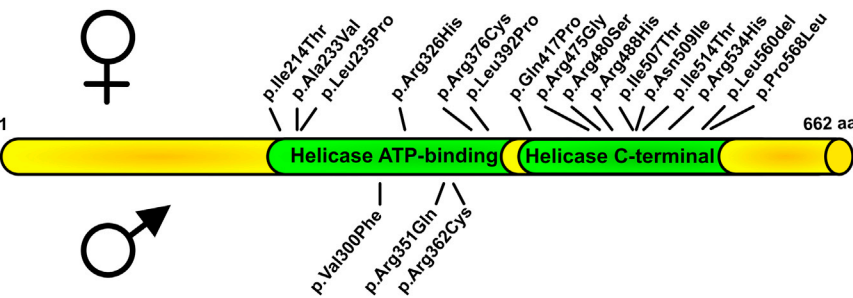 p.Ile214Thr
p.Ala233Val
p.Leu235Pro
p.Arg326His
p.Arg376Cys
p.Leu392Pro
p.Gln417Pro
p.Arg475Gly
p.Arg480Ser
p.Arg488His
p.Ile507Thr
p.Asn509Ile
p.Ile514Thr
p.Arg534His
p.Leu560del
p.Pro568Leu
1
662 aa
Helicase ATP-binding
Helicase C-terminal
p.Val300Phe
p.Arg351Gln
p.Arg362Cys